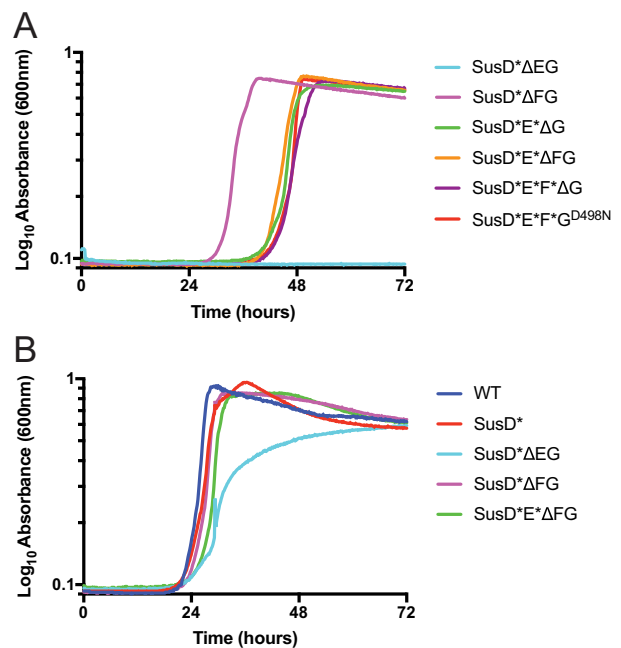 A
Log10 Absorbance (600nm)
1
0.1
0
24
48
72
Time (hours)
SusD*ΔEG
SusD*ΔFG
SusD*E*ΔG
SusD*E*ΔFG
SusD*E*F*ΔG
SusD*E*F*G^D498N
B
Log10 Absorbance (600nm)
1
0.1
0
24
48
72
Time (hours)
WT
SusD*
SusD*ΔEG
SusD*ΔFG
SusD*E*ΔFG